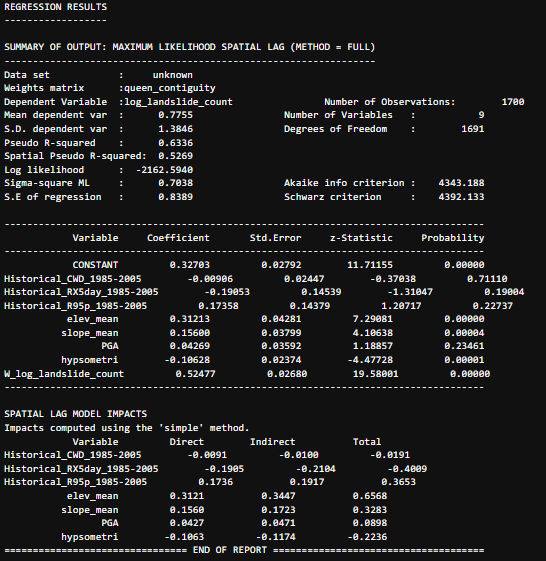 REGRESSION RESULTS
------------------
SUMMARY OF OUTPUT: MAXIMUM LIKELIHOOD SPATIAL LAG (METHOD = FULL)
-----------------------------------------------------------------
Data set            :     unknown
Weights matrix      :queen_contiguity
Dependent Variable  :log_landslide_count                Number of Observations:        1700
Mean dependent var  :      0.7755                Number of Variables   :           9
S.D. dependent var  :      1.3846                Degrees of Freedom    :        1691
Pseudo R-squared    :      0.6336
Spatial Pseudo R-squared:  0.5269
Log likelihood      :  -2162.5940
Sigma-square ML     :      0.7038                Akaike info criterion :    4343.188
S.E of regression   :      0.8389                Schwarz criterion     :    4392.133
------------------------------------------------------------------------------------
            Variable     Coefficient       Std.Error     z-Statistic     Probability
------------------------------------------------------------------------------------
            CONSTANT         0.32703         0.02792        11.71155         0.00000
Historical_CWD_1985-2005        -0.00906         0.02447        -0.37038         0.71110
Historical_RX5day_1985-2005        -0.19053         0.14539        -1.31047         0.19004
Historical_R95p_1985-2005         0.17358         0.14379         1.20717         0.22737
           elev_mean         0.31213         0.04281         7.29081         0.00000
          slope_mean         0.15600         0.03799         4.10638         0.00004
                 PGA         0.04269         0.03592         1.18857         0.23461
           hypsometri        -0.10628         0.02374        -4.47728         0.00001
W_log_landslide_count         0.52477         0.02680        19.58001         0.00000
------------------------------------------------------------------------------------
SPATIAL LAG MODEL IMPACTS
Impacts computed using the 'simple' method.
            Variable         Direct        Indirect          Total
Historical_CWD_1985-2005        -0.0091         -0.0100         -0.0191
Historical_RX5day_1985-2005        -0.1905         -0.2104         -0.4009
Historical_R95p_1985-2005         0.1736          0.1917          0.3653
           elev_mean         0.3121          0.3447          0.6568
          slope_mean         0.1560          0.1723          0.3283
                 PGA         0.0427          0.0471          0.0898
          hypsometri        -0.1063         -0.1174         -0.2236
================================ END OF REPORT =====================================